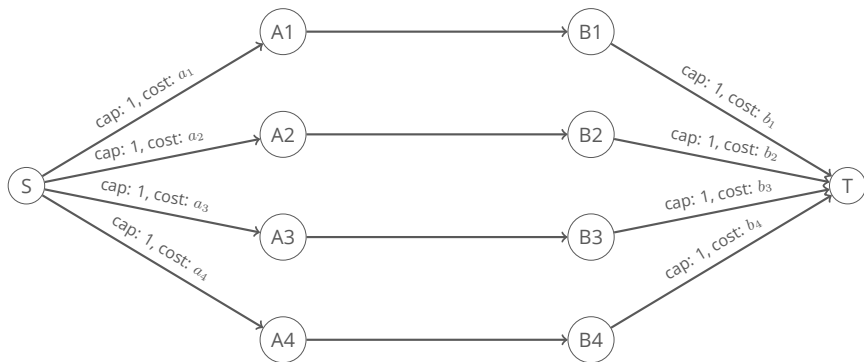 A1
B1
cap: 1, cost: a₁
cap: 1, cost: b₁
A2
B2
cap: 1, cost: a₂
cap: 1, cost: b₂
S
T
cap: 1, cost: a₃
cap: 1, cost: b₃
A3
B3
cap: 1, cost: a₄
cap: 1, cost: b₄
A4
B4